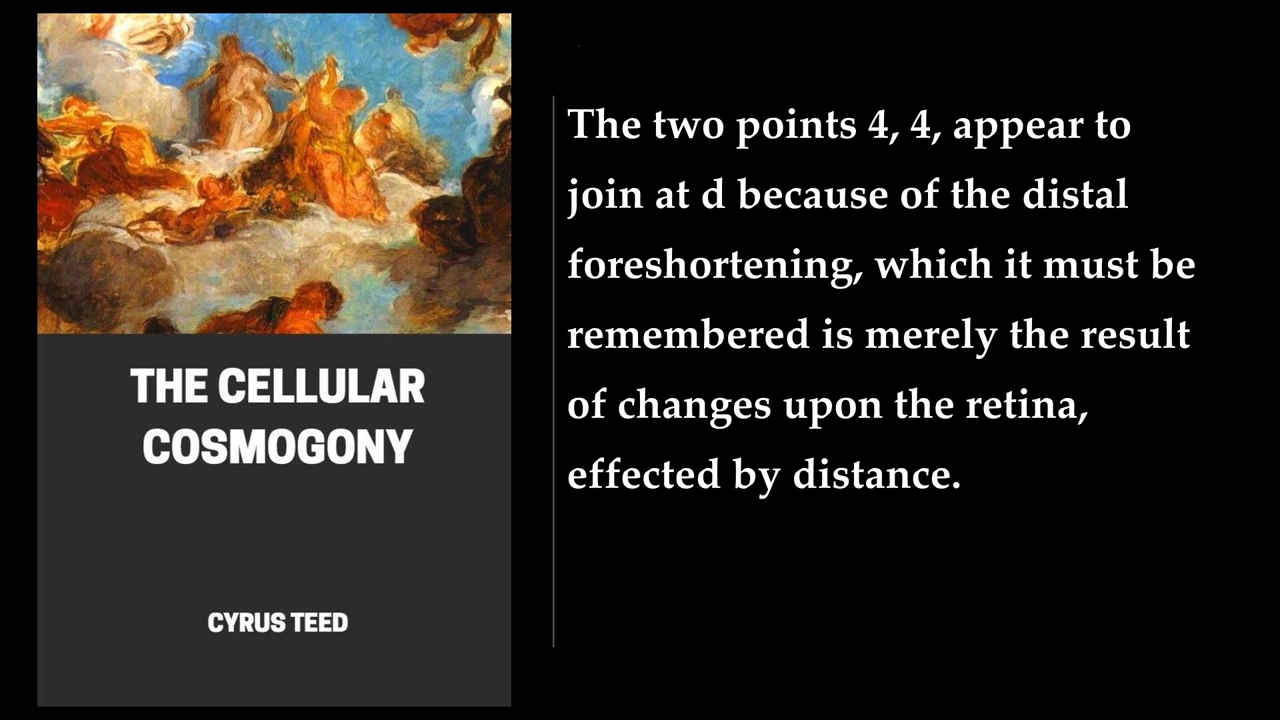 THE CELLULAR
COSMOGONY
CYRUS TEED
The two points 4, 4, appear to
join at d because of the distal
foreshortening, which it must be
remembered is merely the result
of changes upon the retina,
effected by distance.